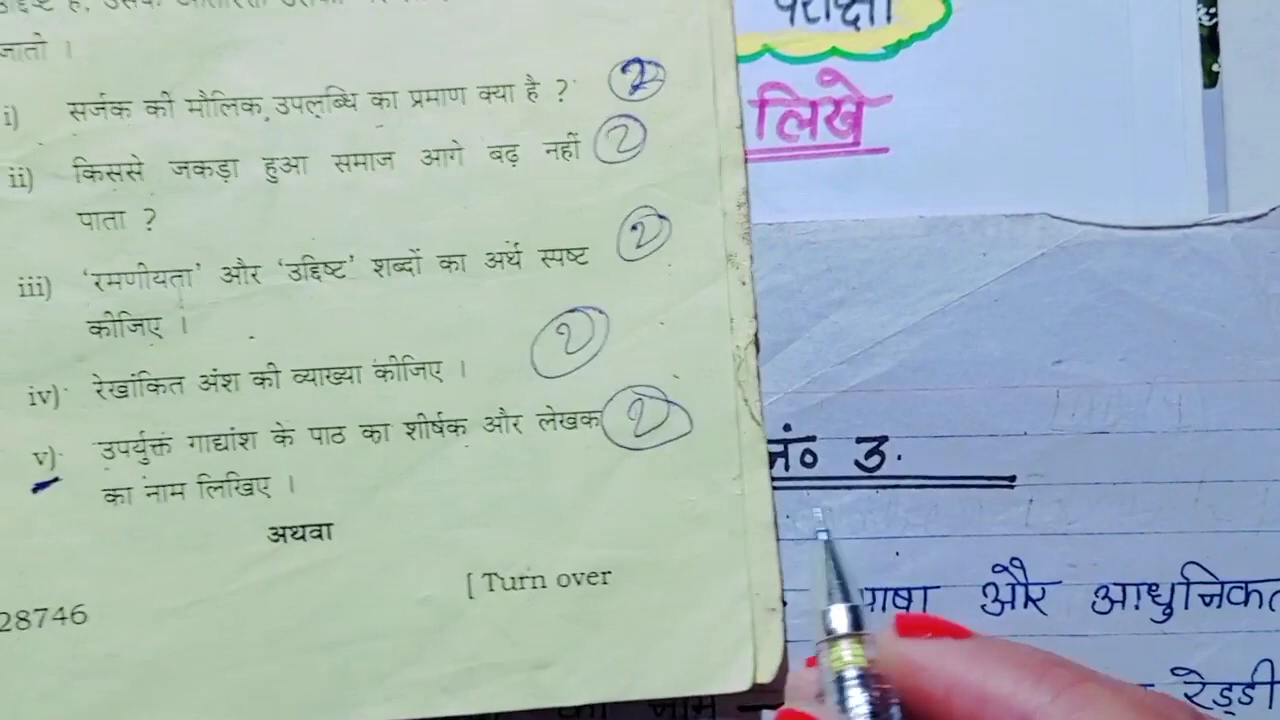 जातो ।
i) सर्जक की मौलिक उपलब्धि का प्रमाण क्या है ? 2
ii) किससे जकड़ा हुआ समाज आगे बढ़ नहीं 2
पाता ?
iii) 'रमणीयता' और 'उद्दिष्ट' शब्दों का अर्थ स्पष्ट 2
कीजिए ।
iv) रेखांकित अंश की व्याख्या कीजिए । 2
v) उपर्युक्त गद्यांश के पाठ का शीर्षक और लेखक 2
का नाम लिखिए ।
अथवा
[ Turn over
28746
परीक्षा
लिखे
नं० 3.
और आधुनिकत
रेड्डी
का नाम —